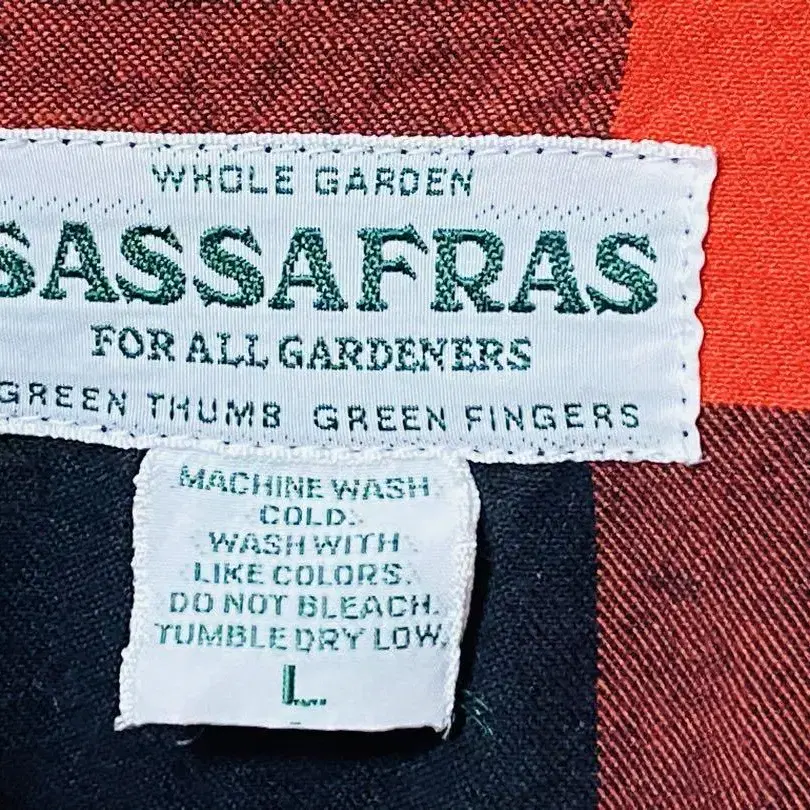 WHOLE GARDEN
SASSAFRAS
FOR ALL GARDENERS
GREEN THUMB GREEN FINGERS
MACHINE WASH
COLD.
WASH WITH
LIKE COLORS.
DO NOT BLEACH.
TUMBLE DRY LOW.
L